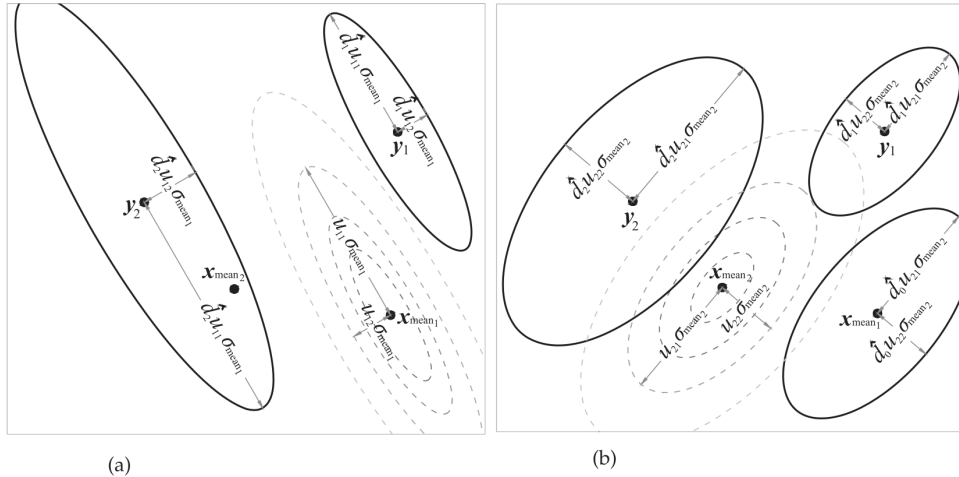 d̂₁u₁₁σmean₁
d̂₁u₁₂σmean₁
y₁
d̂₂u₁₂σmean₁
y₂
xmean₂
d̂₂u₁₁σmean₁
u₁₁σmean₁
u₁₂σmean₁
xmean₁
(a)
d̂₁u₂₂σmean₂
d̂₁u₂₁σmean₂
y₁
d̂₂u₂₂σmean₂
d̂₂u₂₁σmean₂
y₂
xmean₂
u₂₁σmean₂
u₂₂σmean₂
d̂₀u₂₁σmean₂
xmean₁
d̂₀u₂₂σmean₂
(b)